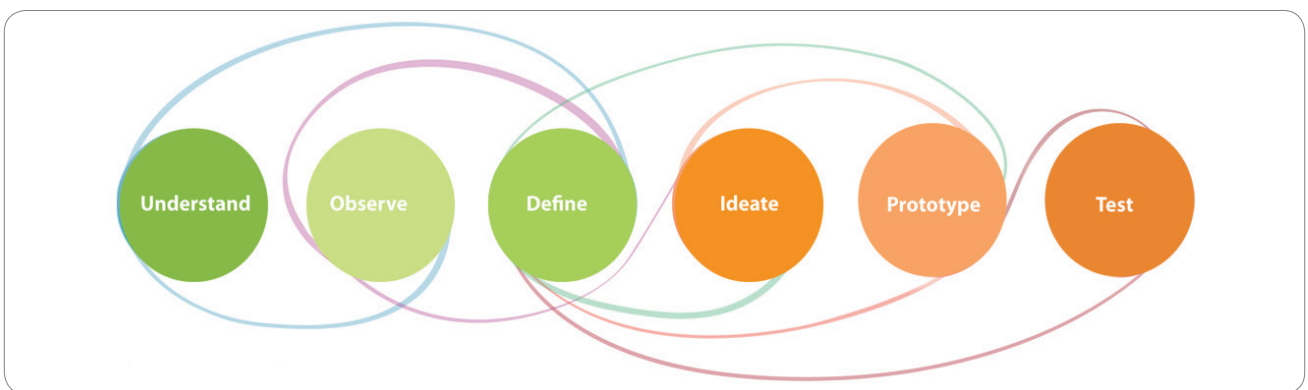 Understand
Observe
Define
Ideate
Prototype
Test